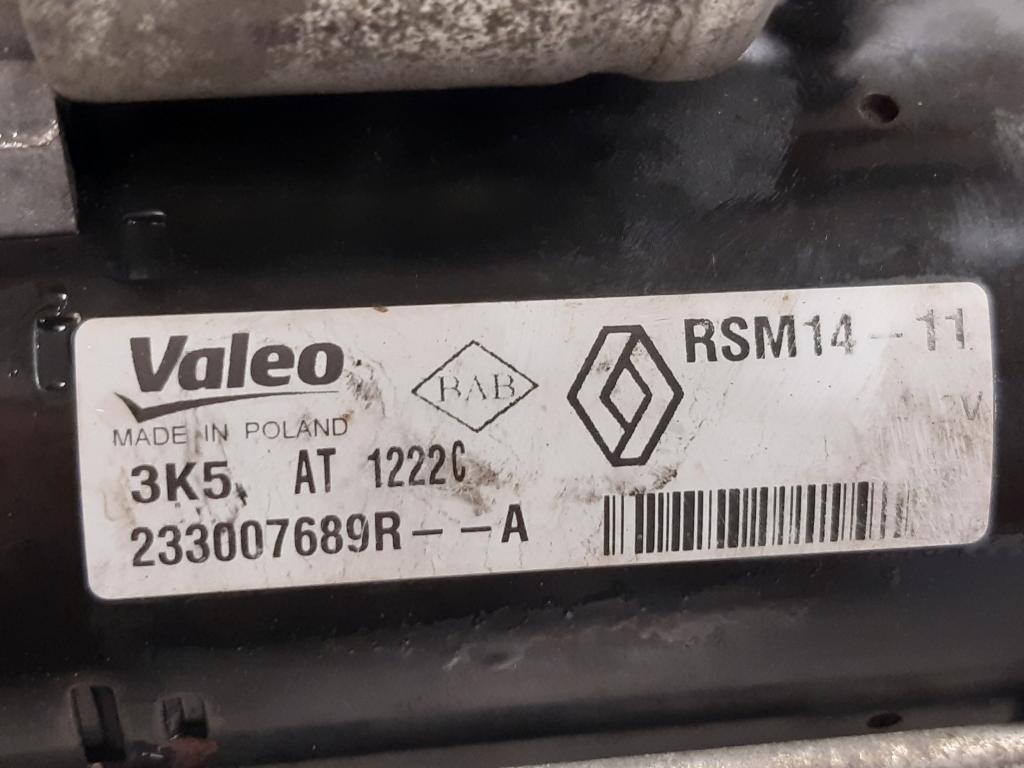 Valeo
MADE IN POLAND
BAB
RSM14-11
3K5, AT 1222C
233007689R--A